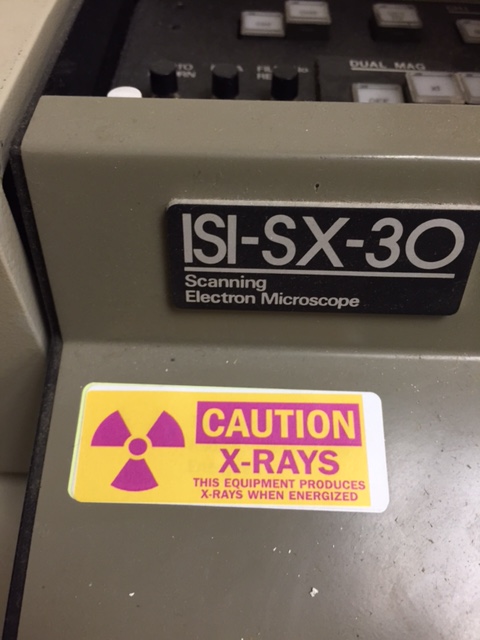 DUAL MAG
ISI-SX-30
Scanning
Electron Microscope
CAUTION
X-RAYS
THIS EQUIPMENT PRODUCES
X-RAYS WHEN ENERGIZED